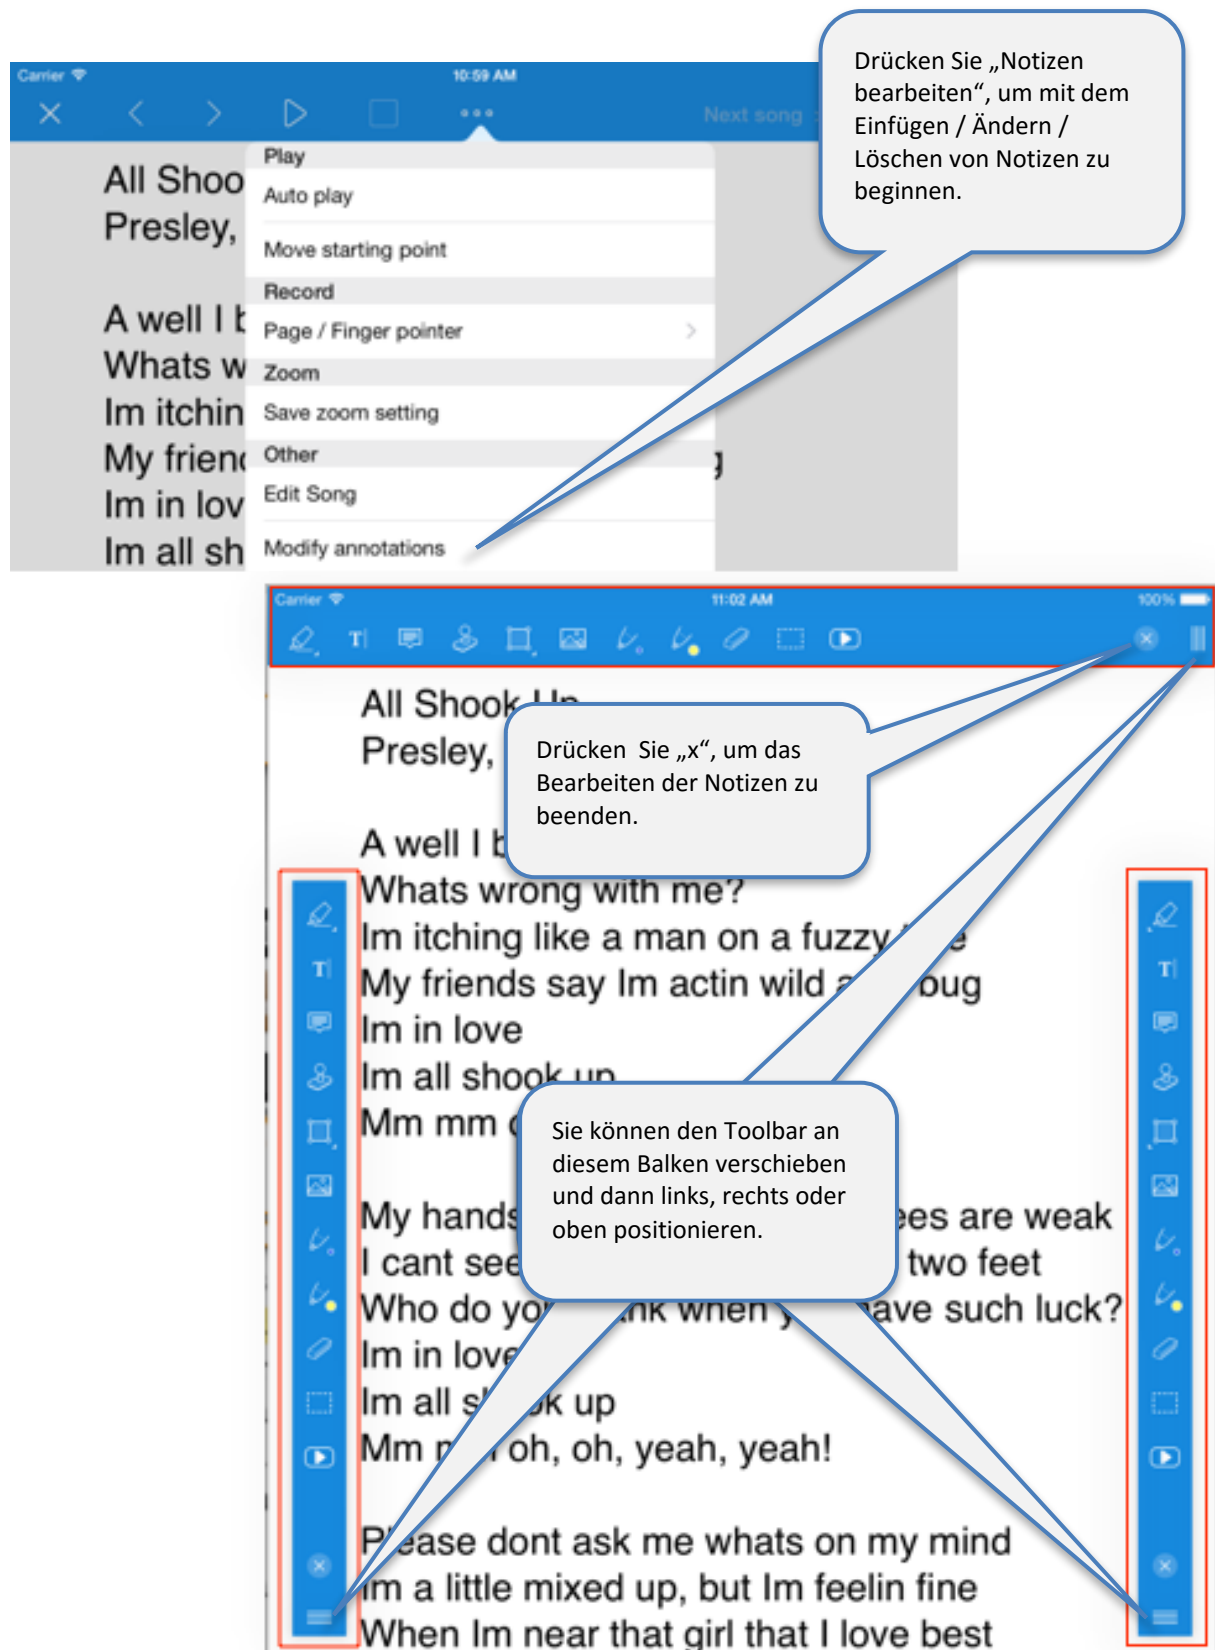 Drücken Sie „Notizen
bearbeiten“, um mit dem
Einfügen / Ändern /
Löschen von Notizen zu
beginnen.
Carrier
10:59 AM
Next song
Play
Auto play
Move starting point
Record
Page / Finger pointer
Zoom
Save zoom setting
Other
Edit Song
Modify annotations
All Shoo
Presley,
A well I b
Whats w
Im itchin
My frien
g
Im in lov
Im all sh
Carrier
11:02 AM
100%
T
All Shook Up
Presley,
Drücken Sie „x“, um das
Bearbeiten der Notizen zu
beenden.
A well I b
Whats wrong with me?
Im itching like a man on a fuzzy
My friends say Im actin wild a bug
Im in love
Im all shook up
Mm mm
T
T
Sie können den Toolbar an
diesem Balken verschieben
und dann links, rechts oder
oben positionieren.
My hands ees are weak
I cant see two feet
Who do yo nk when y ave such luck?
Im in love
Im all s k up
Mm m oh, oh, yeah, yeah!
Please dont ask me whats on my mind
Im a little mixed up, but Im feelin fine
When Im near that girl that I love best